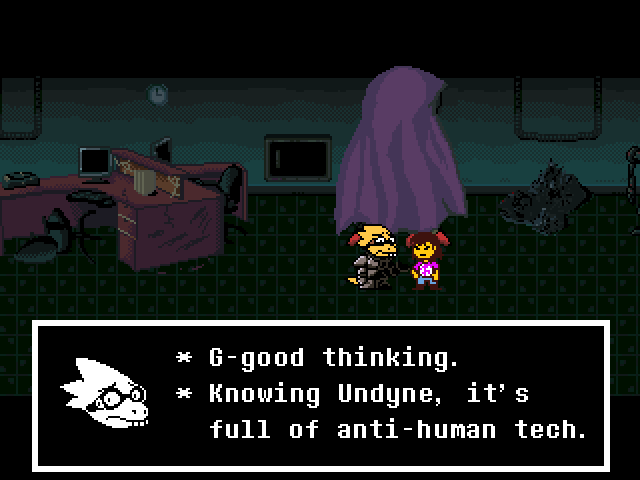 * G-good thinking.
* Knowing Undyne, it's
full of anti-human tech.